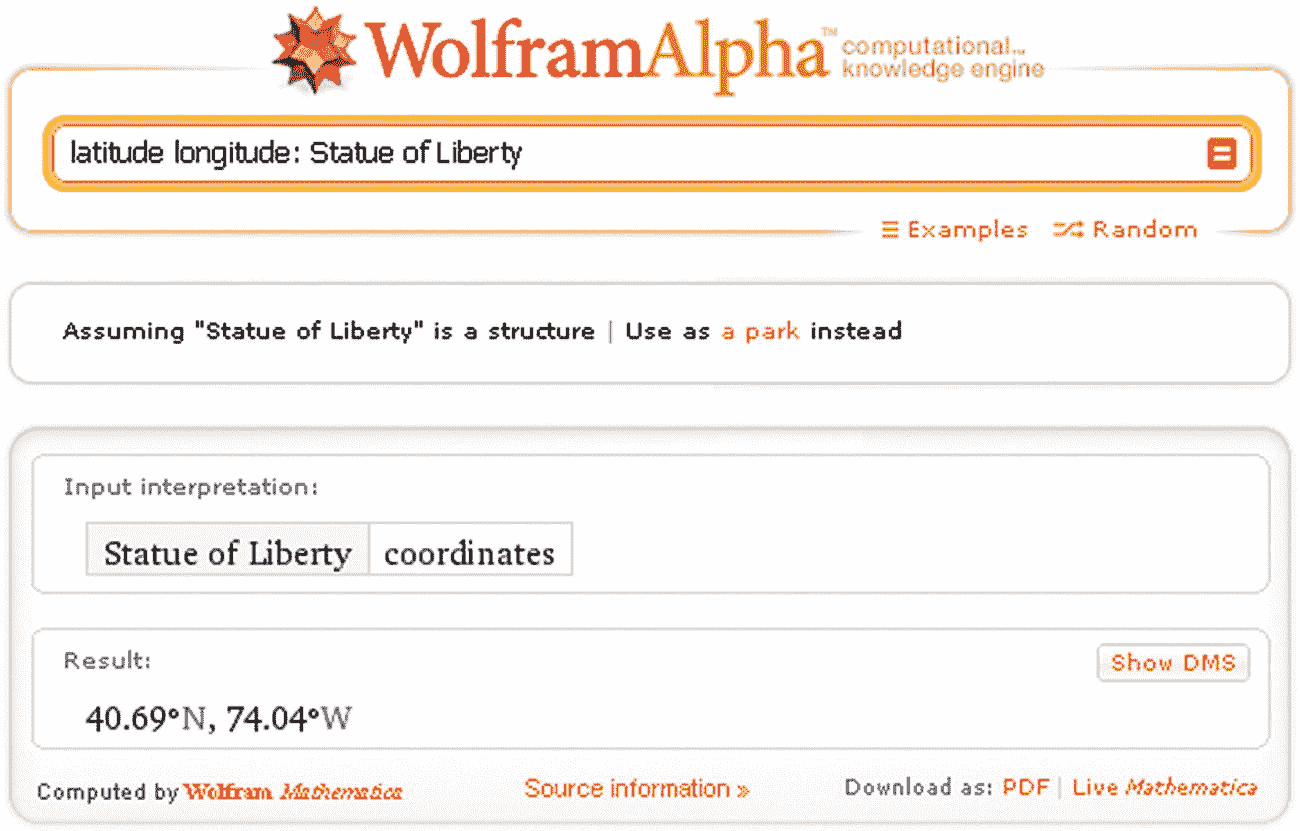 WolframAlpha™ computational... knowledge engine
latitude longitude: Statue of Liberty
Examples Random
Assuming "Statue of Liberty" is a structure | Use as a park instead
Input interpretation:
Statue of Liberty coordinates
Result:
Show DMS
40.69°N, 74.04°W
Computed by Wolfram Mathematica Source information » Download as: PDF | Live Mathematica